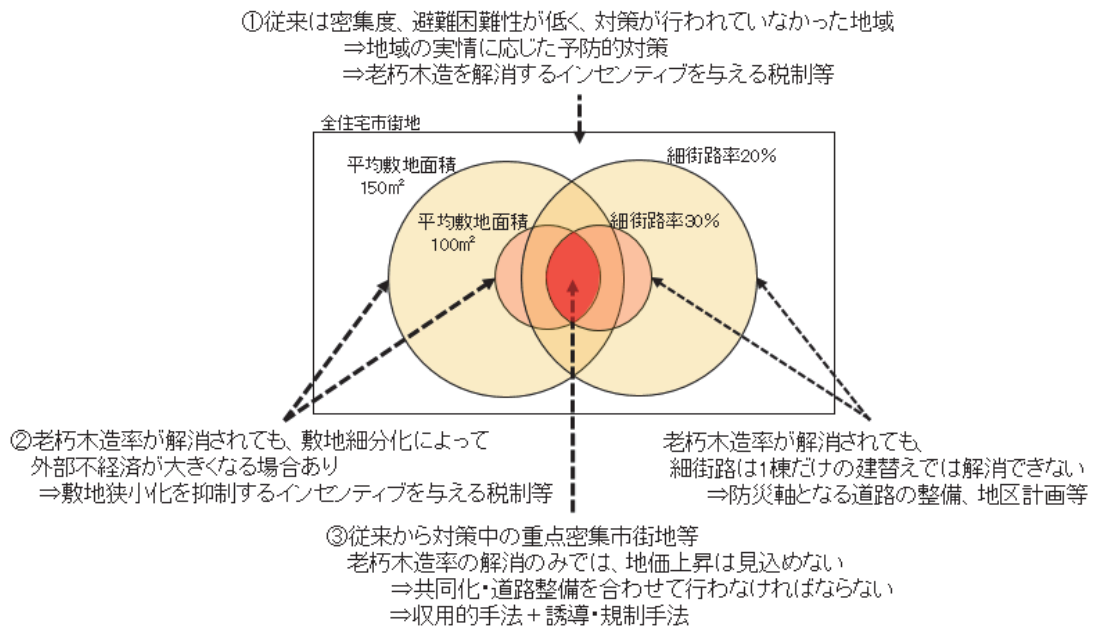 ①従来は密集度、避難困難性が低く、対策が行われていなかった地域
⇒地域の実情に応じた予防的対策
⇒老朽木造を解消するインセンティブを与える税制等
全住宅市街地
平均敷地面積
150㎡
細街路率20%
平均敷地面積
100㎡
細街路率30%
②老朽木造率が解消されても、敷地細分化によって
外部不経済が大きくなる場合あり
⇒敷地狭小化を抑制するインセンティブを与える税制等
老朽木造率が解消されても、
細街路は1棟だけの建替えでは解消できない
⇒防災軸となる道路の整備、地区計画等
③従来から対策中の重点密集市街地等
老朽木造率の解消のみでは、地価上昇は見込めない
⇒共同化・道路整備を合わせて行わなければならない
⇒収用的手法+誘導・規制手法